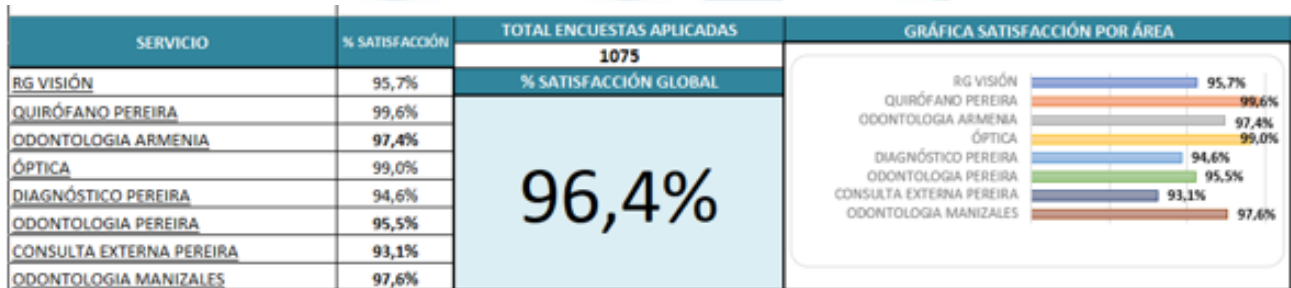 SERVICIO % SATISFACCIÓN
RG VISIÓN 95,7%
QUIRÓFANO PEREIRA 99,6%
ODONTOLOGIA ARMENIA 97,4%
ÓPTICA 99,0%
DIAGNÓSTICO PEREIRA 94,6%
ODONTOLOGIA PEREIRA 95,5%
CONSULTA EXTERNA PEREIRA 93,1%
ODONTOLOGIA MANIZALES 97,6%
TOTAL ENCUESTAS APLICADAS
1075
% SATISFACCIÓN GLOBAL
96,4%
GRÁFICA SATISFACCIÓN POR ÁREA
RG VISIÓN 95,7%
QUIRÓFANO PEREIRA 99,6%
ODONTOLOGIA ARMENIA 97,4%
ÓPTICA 99,0%
DIAGNÓSTICO PEREIRA 94,6%
ODONTOLOGIA PEREIRA 95,5%
CONSULTA EXTERNA PEREIRA 93,1%
ODONTOLOGIA MANIZALES 97,6%